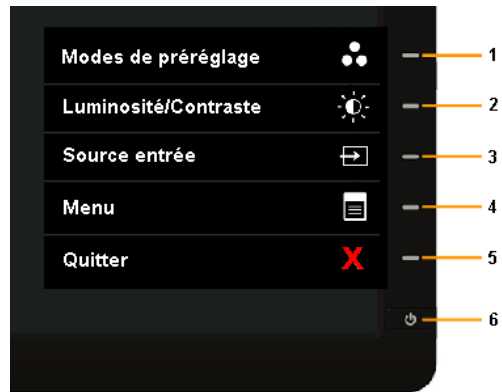 Modes de préréglage 1
Luminosité/Contraste 2
Source entrée 3
Menu 4
Quitter X 5
6